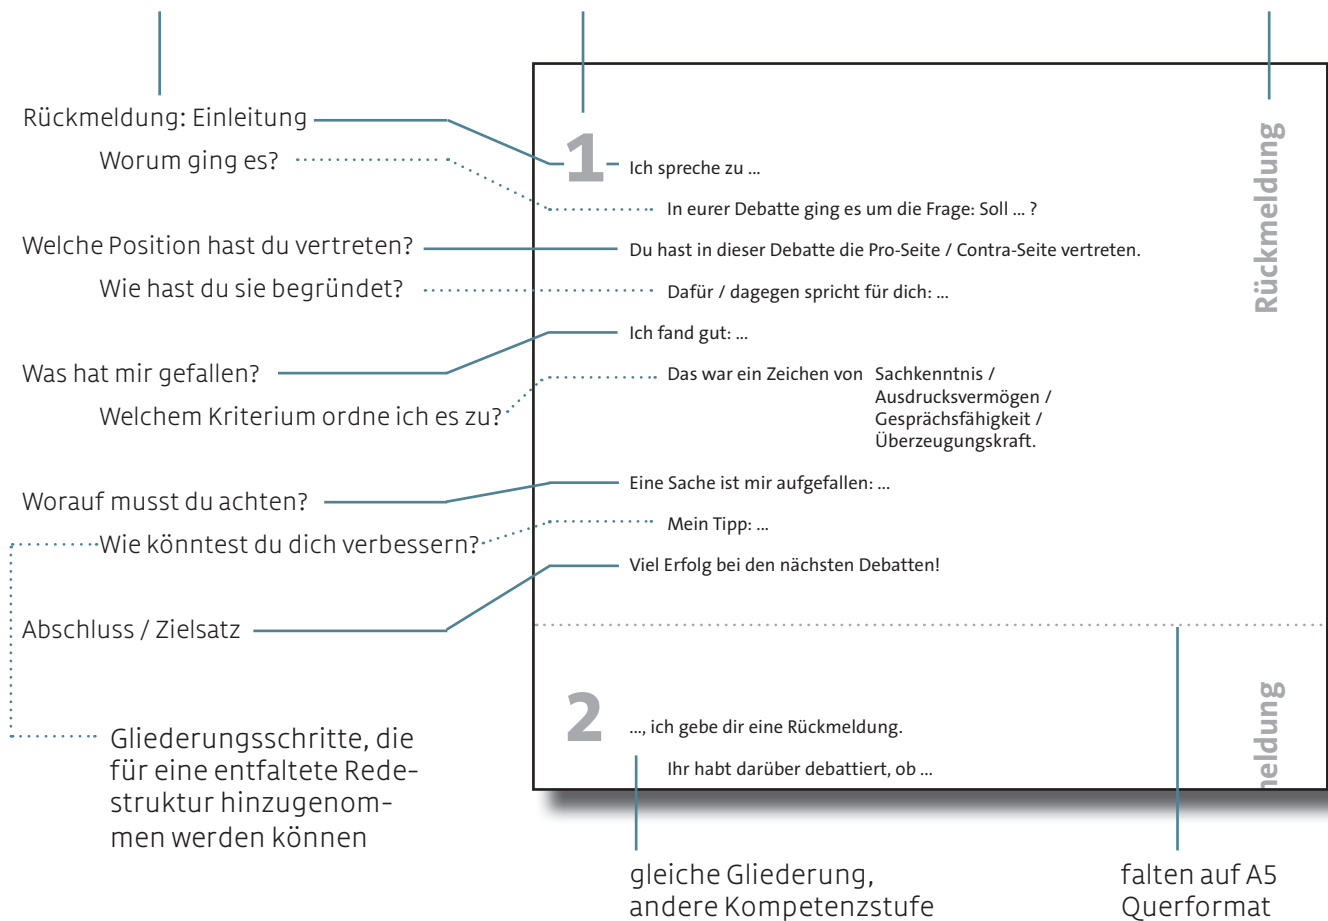 Rückmeldung: Einleitung
Worum ging es?
Welche Position hast du vertreten?
Wie hast du sie begründet?
Was hat mir gefallen?
Welchem Kriterium ordne ich es zu?
Worauf musst du achten?
Wie könntest du dich verbessern?
Abschluss / Zielsatz
Gliederungsschritte, die
für eine entfaltete Rede-
struktur hinzugenom-
men werden können
1
Ich spreche zu ...
In eurer Debatte ging es um die Frage: Soll ... ?
Du hast in dieser Debatte die Pro-Seite / Contra-Seite vertreten.
Dafür / dagegen spricht für dich: ...
Ich fand gut: ...
Das war ein Zeichen von Sachkenntnis /
Ausdrucksvermögen /
Gesprächsfähigkeit /
Überzeugungskraft.
Eine Sache ist mir aufgefallen: ...
Mein Tipp: ...
Viel Erfolg bei den nächsten Debatten!
Rückmeldung
2
..., ich gebe dir eine Rückmeldung.
Ihr habt darüber debattiert, ob ...
meldung
gleiche Gliederung,
andere Kompetenzstufe
falten auf A5
Querformat